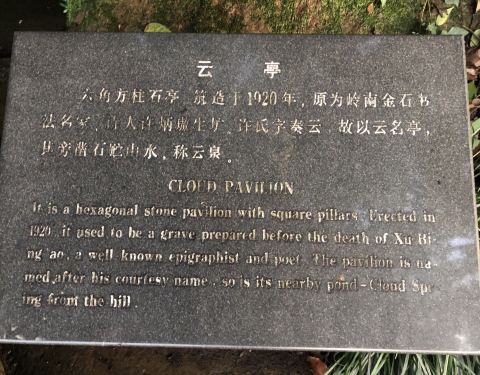 云 亭
六角方柱石亭，筑造于1920年，原为岭南金石书
法名家、诗人许炳璈生圹。许氏字奏云，故以云名亭，
其旁凿石贮山水，称云泉。
CLOUD PAVILION
It is a hexagonal stone pavilion with square pillars. Erected in
1920, it used to be a grave prepared before the death of Xu Bi-
ng ao, a well known epigraphist and poet. The pavilion is na-
med after his courtesy name, so is its nearby pond-Cloud Spr
ing from the hill.